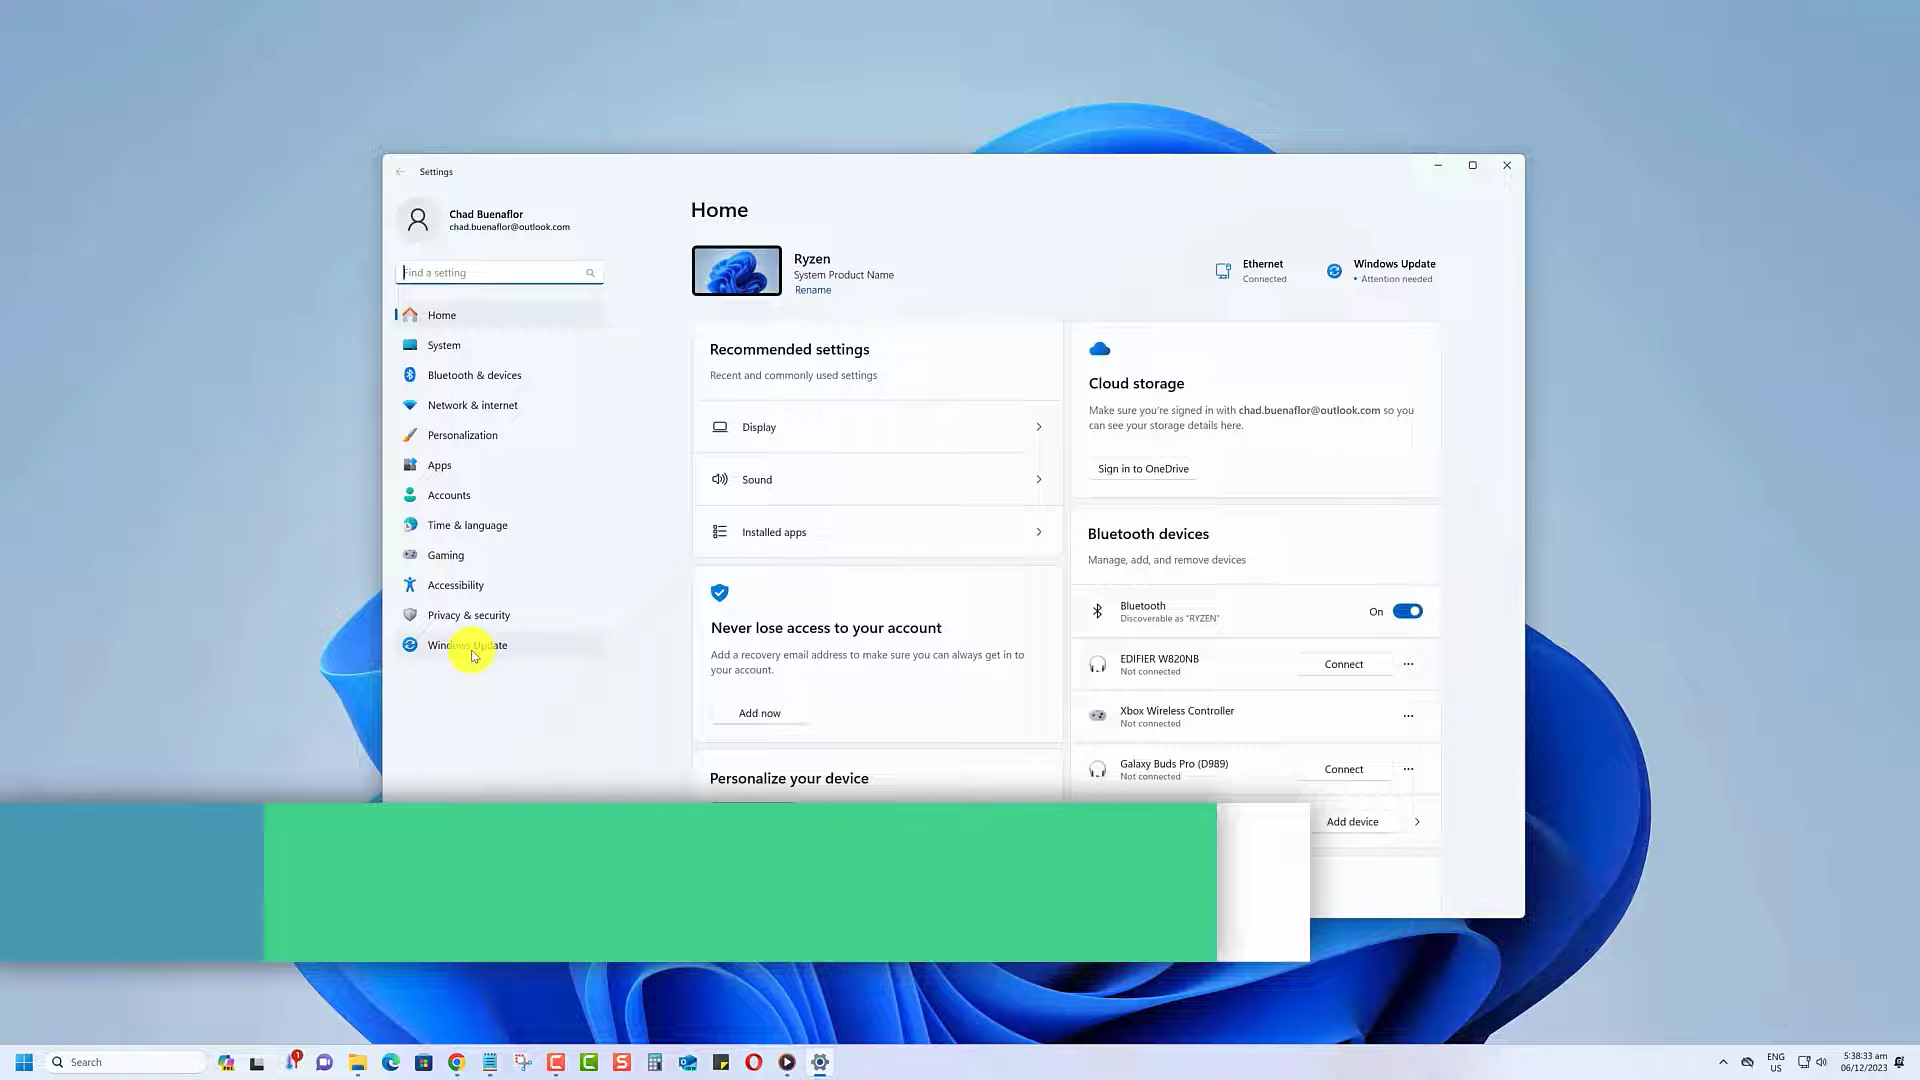 Settings
Chad Buenaflor
chad.buenaflor@outlook.com
Find a setting
Home
System
Bluetooth & devices
Network & internet
Personalization
Apps
Accounts
Time & language
Gaming
Accessibility
Privacy & security
Windows Update
Home
Ryzen
System Product Name
Rename
Ethernet
Connected
Windows Update
• Attention needed
Recommended settings
Recent and commonly used settings
Display
Sound
Installed apps
Never lose access to your account
Add a recovery email address to make sure you can always get in to
your account.
Add now
Personalize your device
Cloud storage
Make sure you're signed in with chad.buenaflor@outlook.com so you
can see your storage details here.
Sign in to OneDrive
Bluetooth devices
Manage, add, and remove devices
Bluetooth
Discoverable as "RYZEN"
On
EDIFIER W820NB
Not connected
Connect
Xbox Wireless Controller
Not connected
Galaxy Buds Pro (D989)
Not connected
Connect
Add device
Search
1
ENG
US
5:38:33 am
06/12/2023